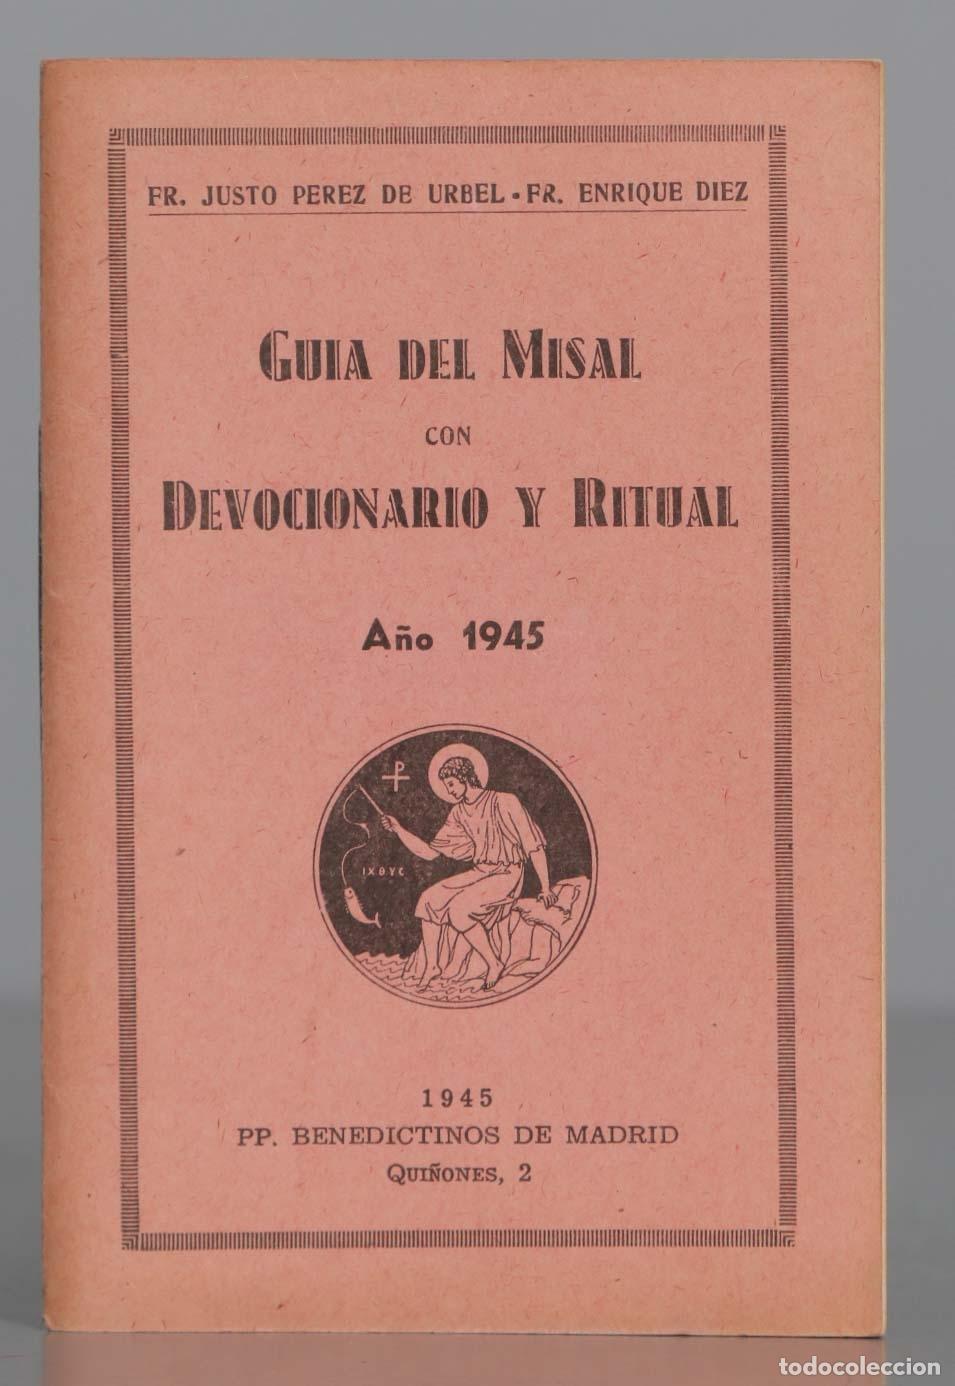 FR. JUSTO PEREZ DE URBEL - FR. ENRIQUE DIEZ
GUIA DEL MISAL
CON
DEVOCIONARIO Y RITUAL
Año 1945
ΙΧΘΥC
1945
PP. BENEDICTINOS DE MADRID
QUIÑONES, 2
todocoleccion